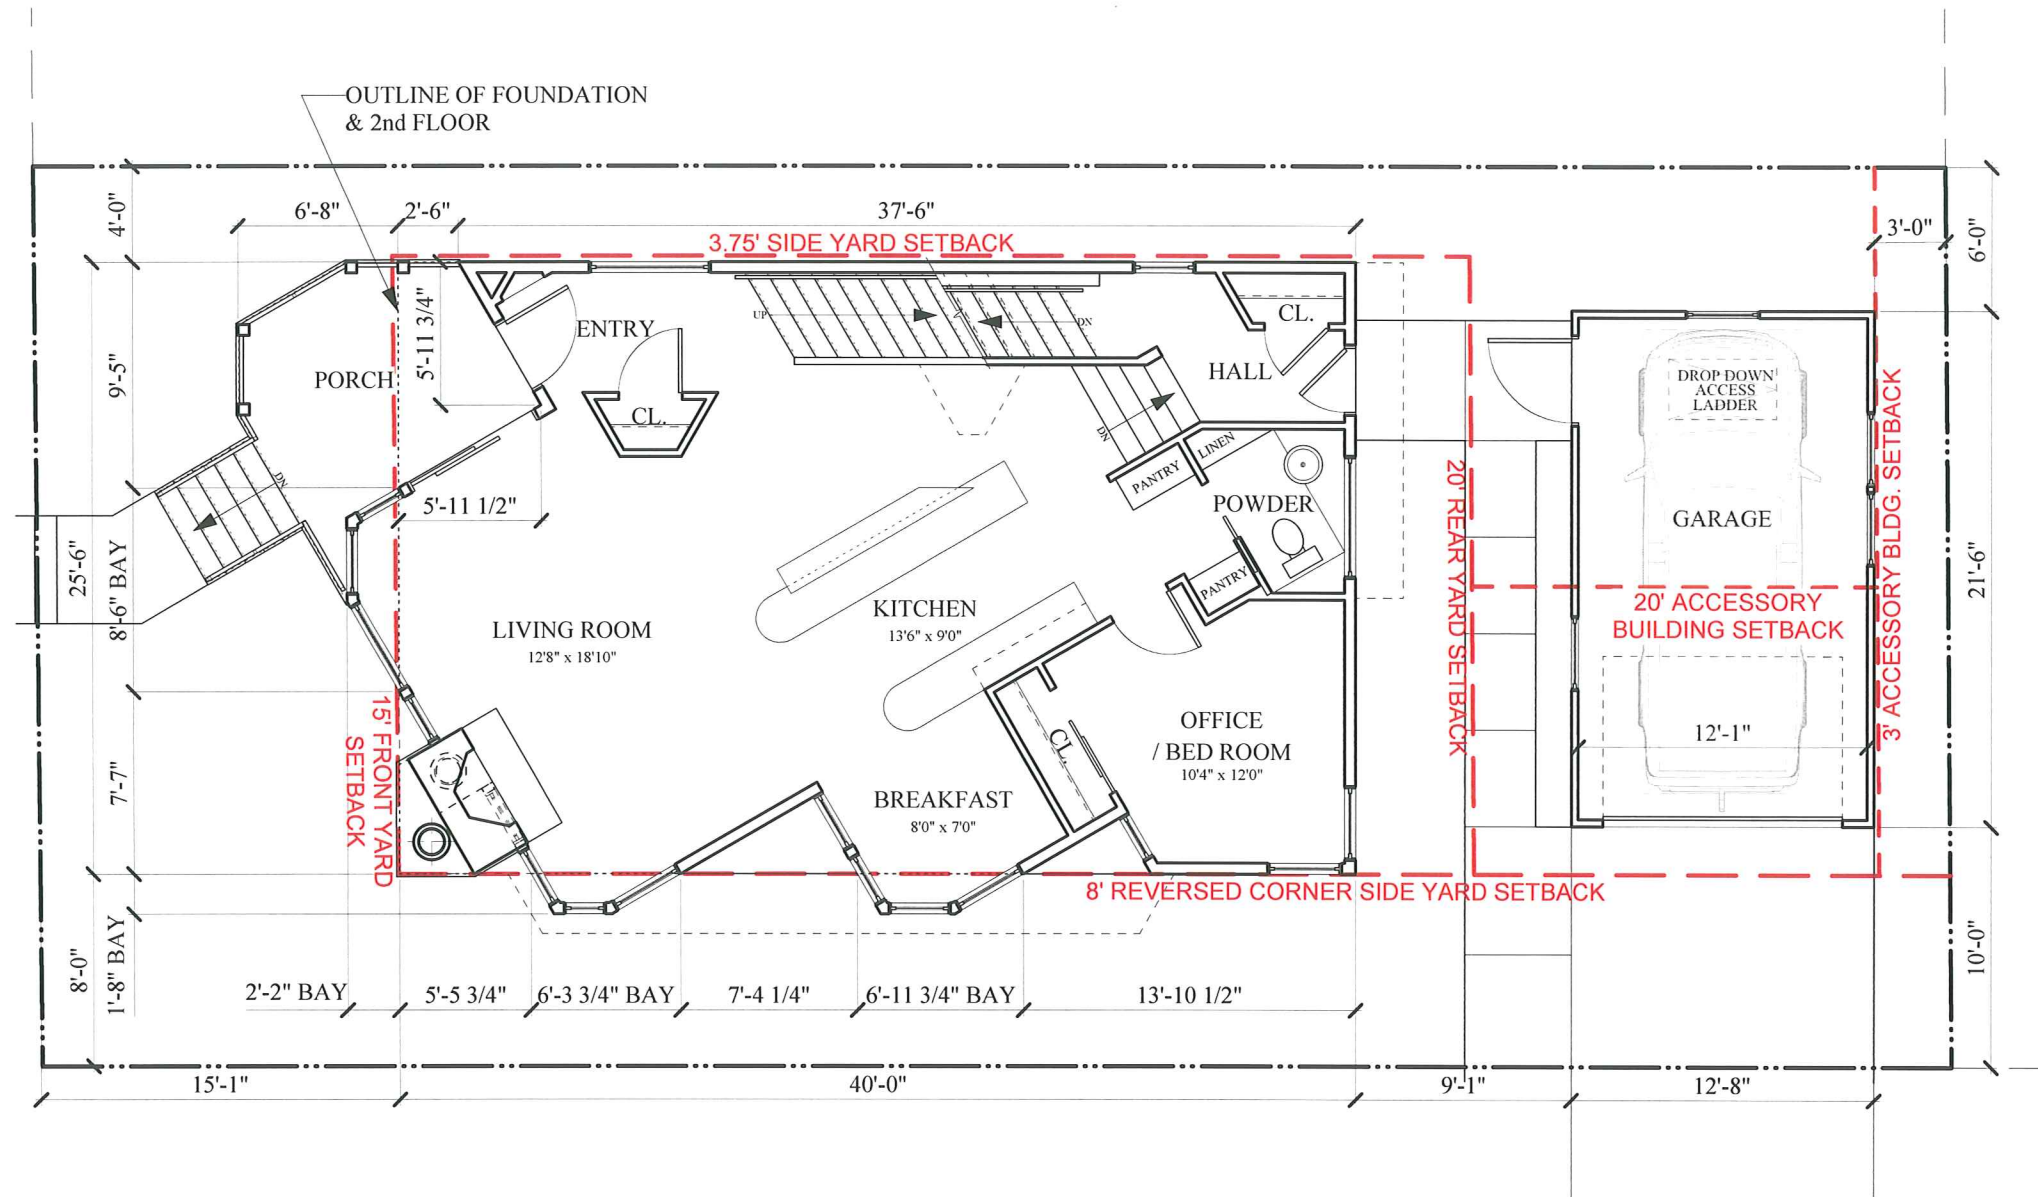 OUTLINE OF FOUNDATION
& 2nd FLOOR
6'-8"
2'-6"
37'-6"
3.75' SIDE YARD SETBACK
3'-0"
6'-0"
4'-0"
9'-5"
25'-6"
8'-6" BAY
7'-7"
8'-0"
1'-8" BAY
5'-11 3/4"
PORCH
ENTRY
CL.
UP
DN
CL.
HALL
DN
DN
5'-11 1/2"
LINEN
PANTRY
POWDER
PANTRY
LIVING ROOM
12'8" x 18'10"
KITCHEN
13'6" x 9'0"
BREAKFAST
8'0" x 7'0"
CL.
OFFICE
/ BED ROOM
10'4" x 12'0"
15' FRONT YARD
SETBACK
20' REAR YARD SETBACK
8' REVERSED CORNER SIDE YARD SETBACK
DROP DOWN
ACCESS
LADDER
GARAGE
20' ACCESSORY
BUILDING SETBACK
12'-1"
3' ACCESSORY BLDG. SETBACK
21'-6"
10'-0"
2'-2" BAY
5'-5 3/4"
6'-3 3/4" BAY
7'-4 1/4"
6'-11 3/4" BAY
13'-10 1/2"
15'-1"
40'-0"
9'-1"
12'-8"